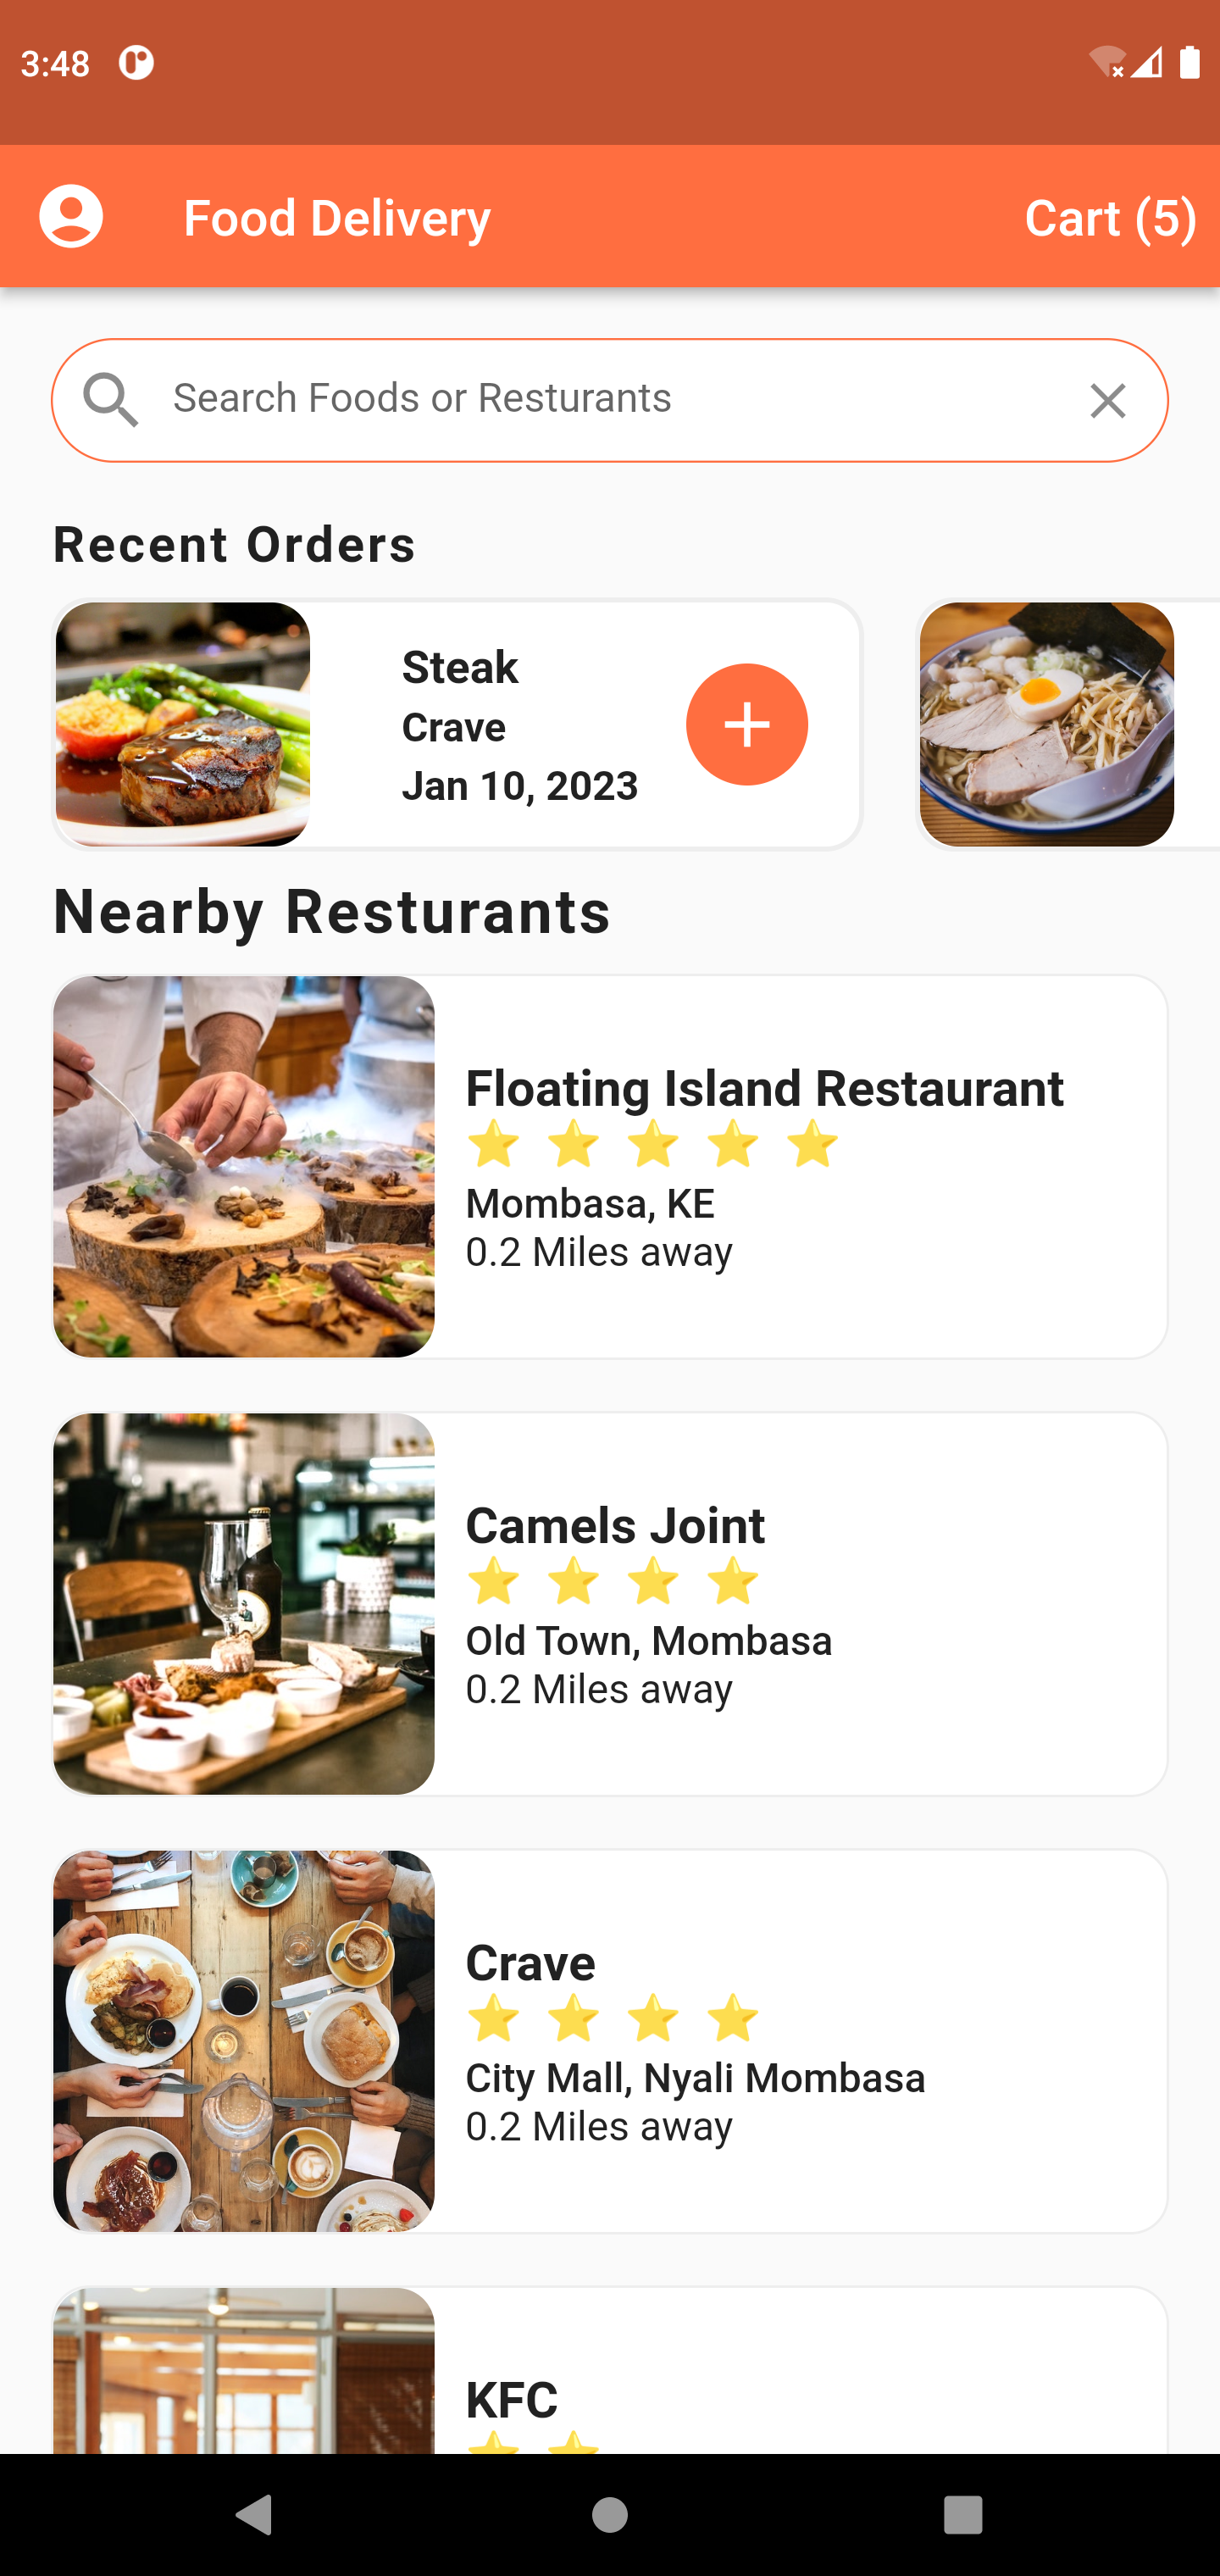 3:48
Food Delivery
Cart (5)
Search Foods or Resturants
Recent Orders
Steak
Crave
Jan 10, 2023
Nearby Resturants
Floating Island Restaurant
Mombasa, KE
0.2 Miles away
Camels Joint
Old Town, Mombasa
0.2 Miles away
Crave
City Mall, Nyali Mombasa
0.2 Miles away
KFC